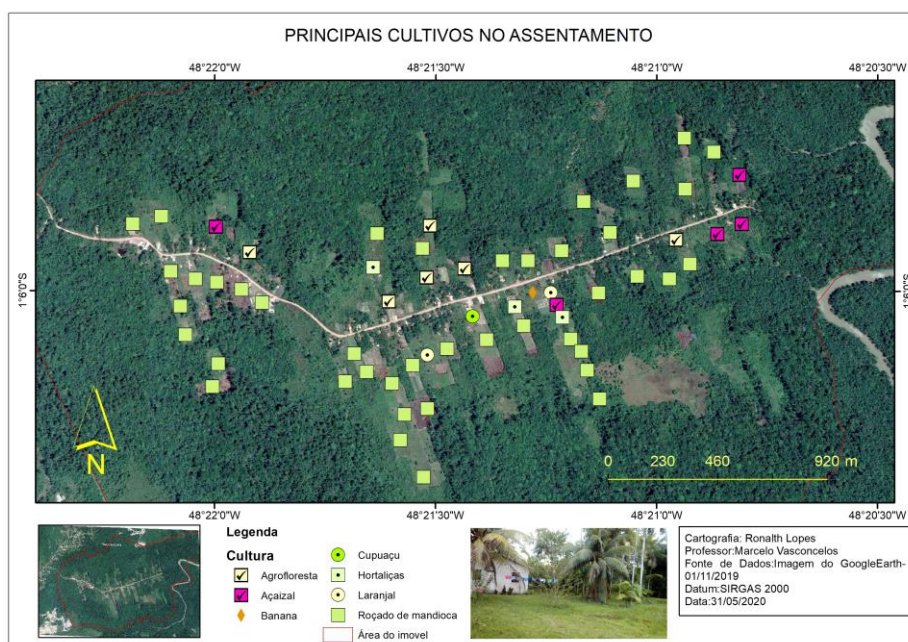 PRINCIPAIS CULTIVOS NO ASSENTAMENTO
48°22'0"W 48°21'30"W 48°21'0"W 48°20'30"W
1°6'0"S 1°6'0"S
N
0 230 460 920 m
48°22'0"W 48°21'30"W 48°21'0"W 48°20'30"W
Legenda
Cultura
Agrofloresta
Açaizal
Banana
Cupuaçu
Hortaliças
Laranjal
Roçado de mandioca
Área do imovel
Cartografia: Ronalth Lopes
Professor:Marcelo Vasconcelos
Fonte de Dados:Imagem do GoogleEarth-
01/11/2019
Datum:SIRGAS 2000
Data:31/05/2020